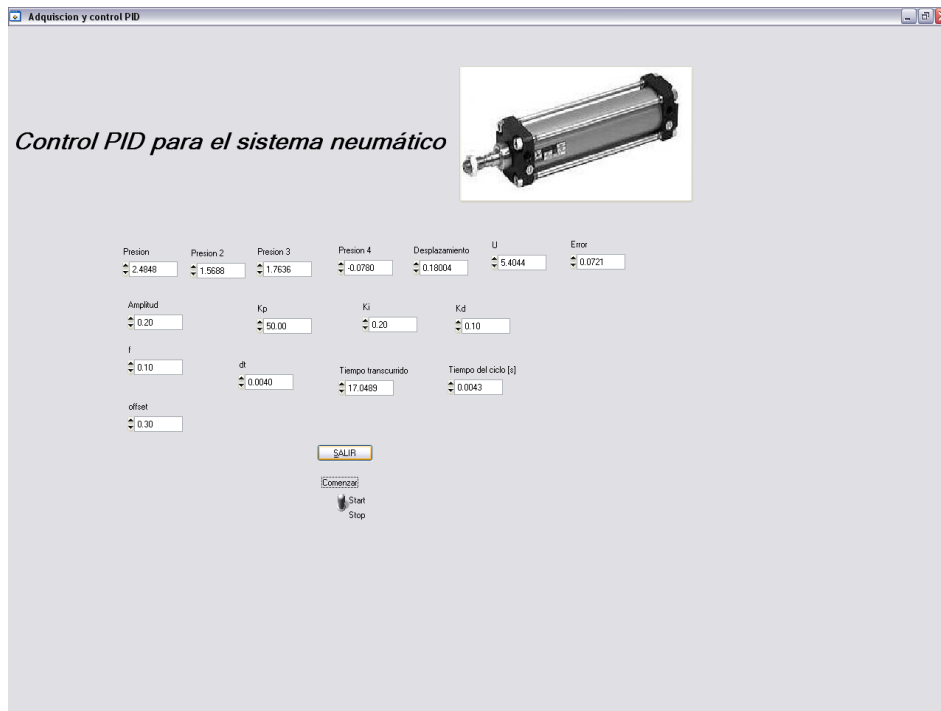 Adquiscion y control PID
Control PID para el sistema neumático
Presion Presion 2 Presion 3 Presion 4 Desplazamiento U Error
2.4848 1.5688 1.7636 -0.0780 0.18004 5.4044 0.0721
Amplitud Kp Ki Kd
0.20 50.00 0.20 0.10
f dt Tiempo transcurrido Tiempo del ciclo [s]
0.10 0.0040 17.0489 0.0043
offset
0.30
SALIR
Comenzar
Start
Stop